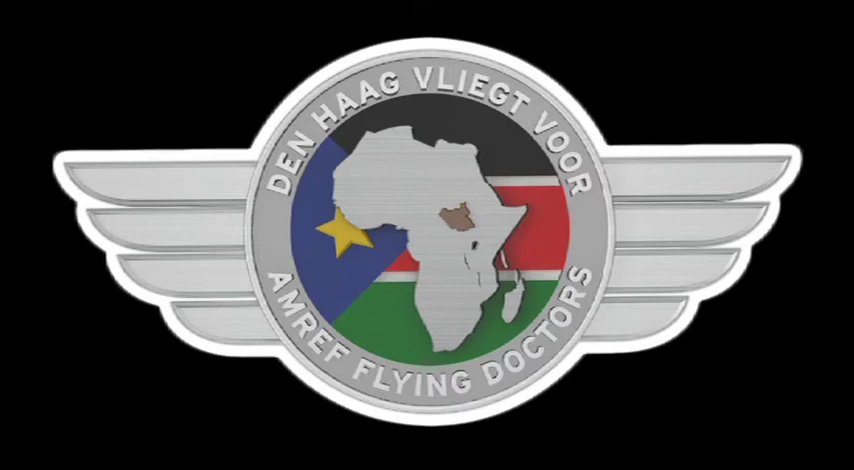 DEN HAAG VLIEGT VOOR
AMREF FLYING DOCTORS